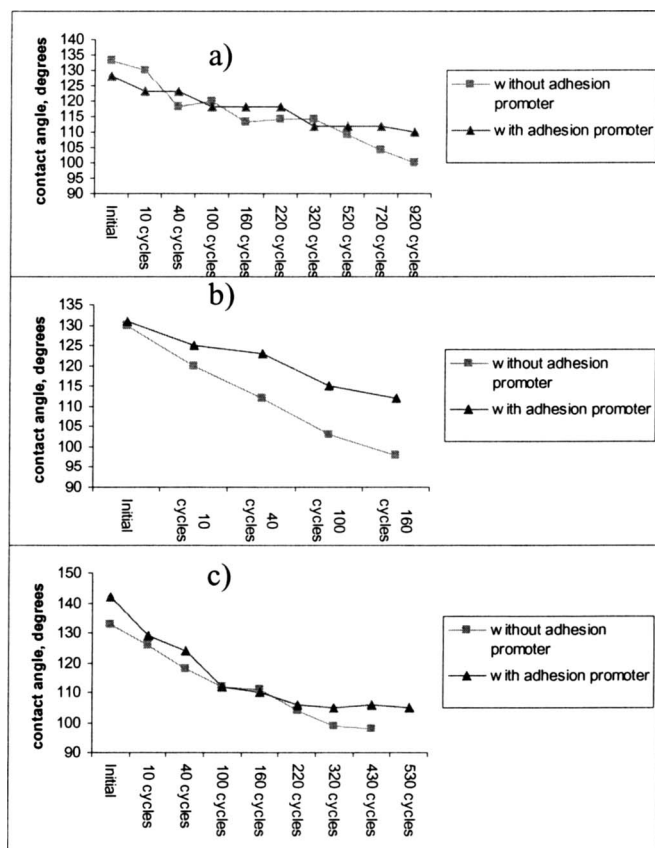 a)
contact angle, degrees
140
135
130
125
120
115
110
105
100
95
90
Initial
10 cycles
40 cycles
100 cycles
160 cycles
220 cycles
320 cycles
520 cycles
720 cycles
920 cycles
without adhesion
promoter
with adhesion promoter
b)
contact angle, degrees
135
130
125
120
115
110
105
100
95
90
Initial
10
cycles
40
cycles
100
cycles
160
cycles
without adhesion
promoter
with adhesion promoter
c)
contact angle, degrees
150
140
130
120
110
100
90
Initial
10 cycles
40 cycles
100 cycles
160 cycles
220 cycles
320 cycles
430 cycles
530 cycles
without adhesion
promoter
with adhesion promoter